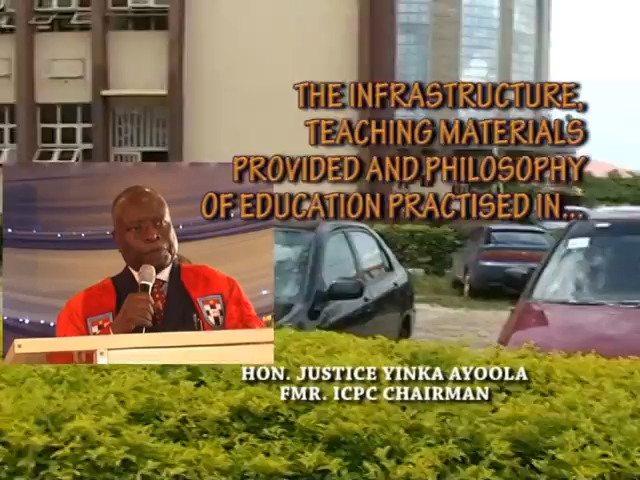 THE INFRASTRUCTURE,
TEACHING MATERIALS
PROVIDED AND PHILOSOPHY
OF EDUCATION PRACTISED IN...
HON. JUSTICE YINKA AYOOLA
FMR. ICPC CHAIRMAN